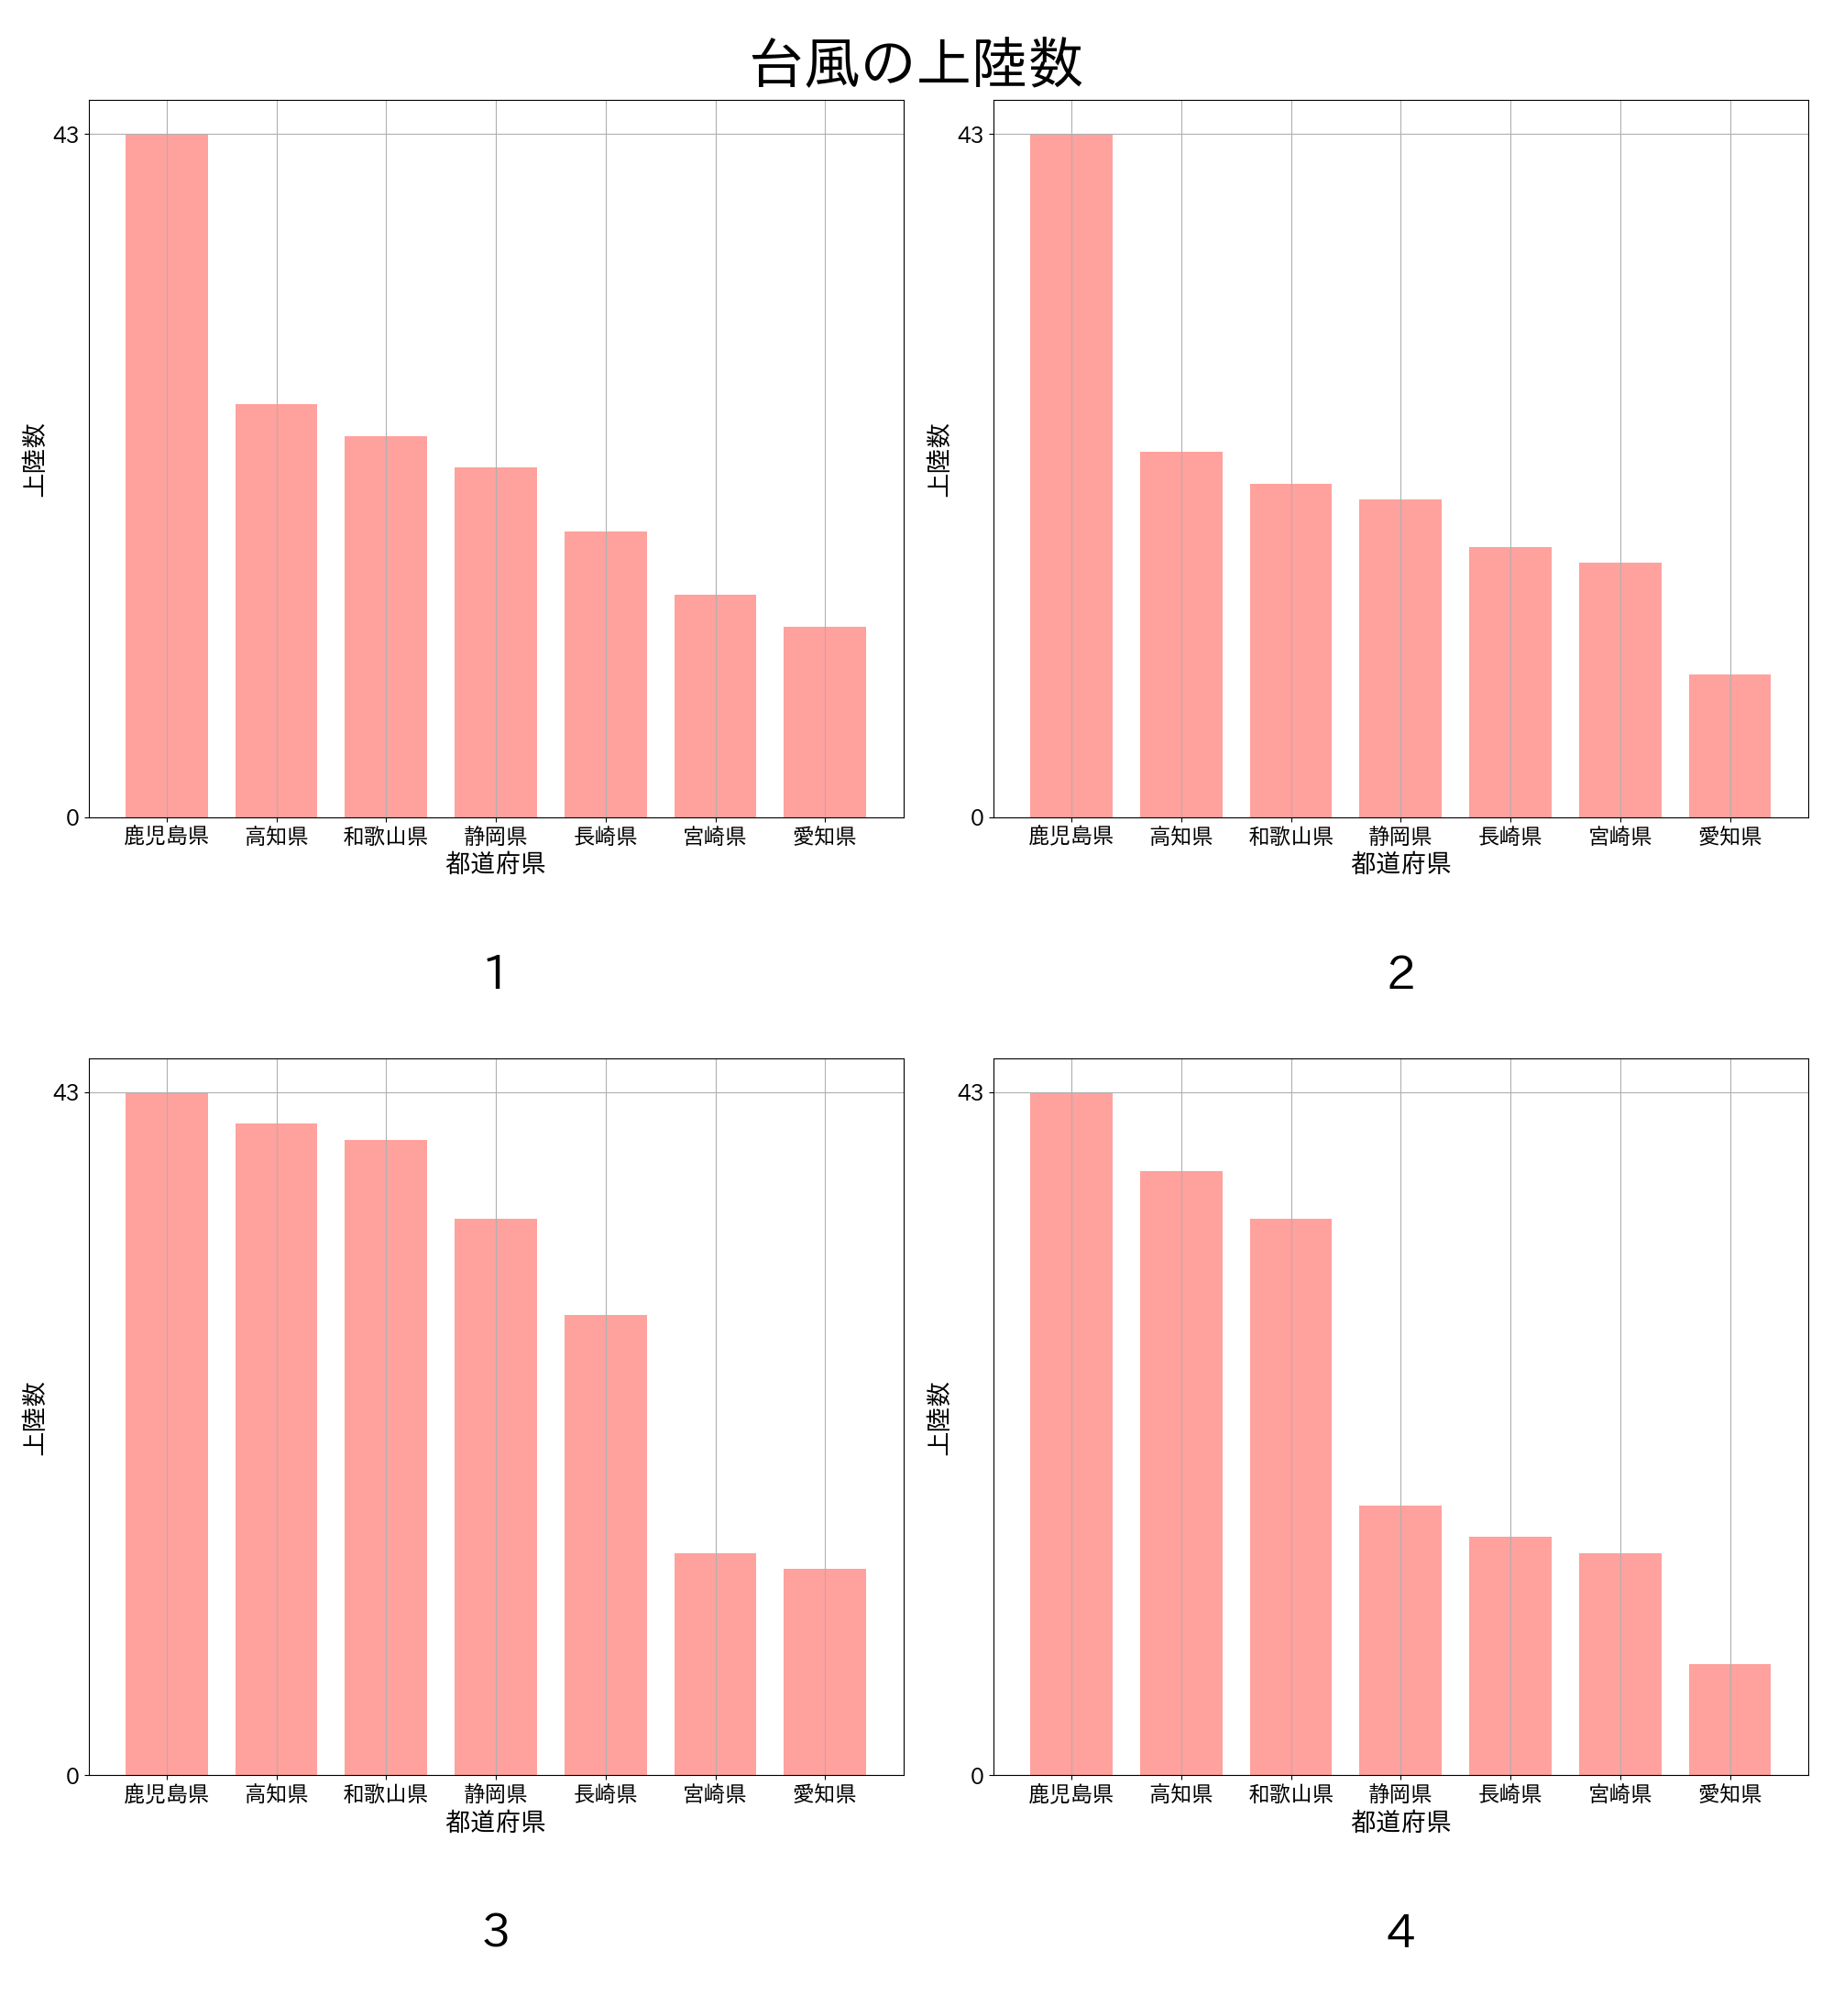 台風の上陸数
43
0
上陸数
鹿児島県 高知県 和歌山県 静岡県 長崎県 宮崎県 愛知県
都道府県
1
43
0
上陸数
鹿児島県 高知県 和歌山県 静岡県 長崎県 宮崎県 愛知県
都道府県
2
43
0
上陸数
鹿児島県 高知県 和歌山県 静岡県 長崎県 宮崎県 愛知県
都道府県
3
43
0
上陸数
鹿児島県 高知県 和歌山県 静岡県 長崎県 宮崎県 愛知県
都道府県
4